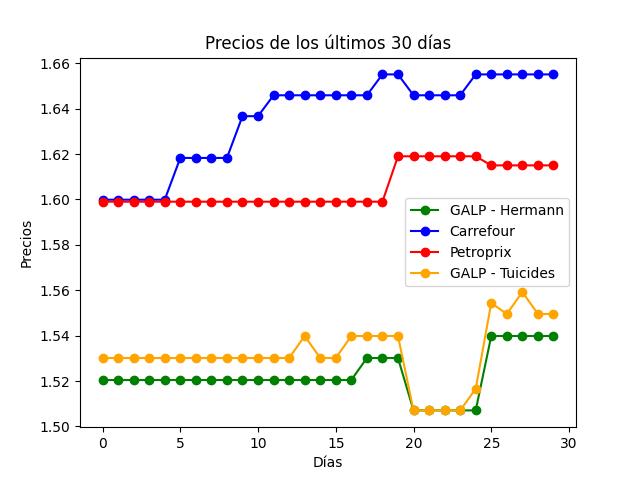 Precios de los últimos 30 días
1.66
1.64
1.62
1.60
1.58
1.56
1.54
1.52
1.50
Precios
GALP - Hermann
Carrefour
Petroprix
GALP - Tuicides
0 5 10 15 20 25 30
Días